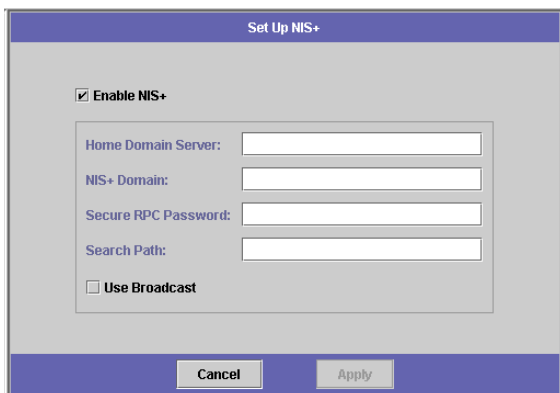 Set Up NIS+
Enable NIS+
Home Domain Server:
NIS+ Domain:
Secure RPC Password:
Search Path:
Use Broadcast
Cancel Apply